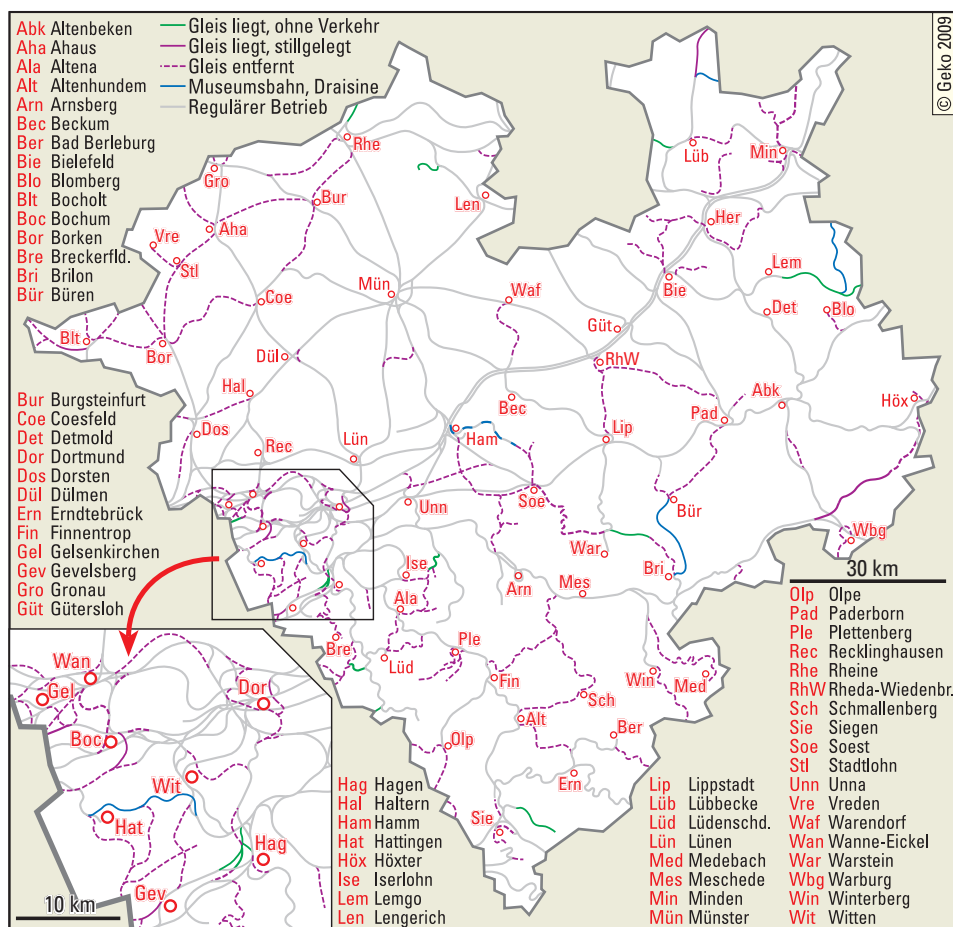 Abk Altenbeken
Aha Ahaus
Ala Altena
Alt Altenhundem
Arn Arnsberg
Bec Beckum
Ber Bad Berleburg
Bie Bielefeld
Blo Blomberg
Blt Bocholt
Boc Bochum
Bor Borken
Bre Breckerfld.
Bri Brilon
Bür Büren
Gleis liegt, ohne Verkehr
Gleis liegt, stillgelegt
Gleis entfernt
Museumsbahn, Draisine
Regulärer Betrieb
© Geko 2009
Rhe
Lüb
Min
Gro
Bur
Len
Her
Vre
Aha
Stl
Lem
Mün
Bie
Coe
Waf
Det
Blo
Güt
Blt
Bor
Dül
RhW
Hal
Bec
Abk
Höx
Pad
Dos
Rec
Lün
Ham
Lip
Unn
Soe
Bür
Wbg
War
Bri
Ise
Arn
Mes
Ala
Bre
Lüd
Ple
Fin
Win
Med
Sch
Alt
Ber
Olp
Ern
Sie
Bur Burgsteinfurt
Coe Coesfeld
Det Detmold
Dor Dortmund
Dos Dorsten
Dül Dülmen
Ern Erndtebrück
Fin Finnentrop
Gel Gelsenkirchen
Gev Gevelsberg
Gro Gronau
Güt Gütersloh
30 km
Olp Olpe
Pad Paderborn
Ple Plettenberg
Rec Recklinghausen
Rhe Rheine
RhW Rheda-Wiedenbr.
Sch Schmallenberg
Sie Siegen
Soe Soest
Stl Stadtlohn
Unn Unna
Vre Vreden
Waf Warendorf
Wan Wanne-Eickel
War Warstein
Wbg Warburg
Win Winterberg
Wit Witten
Wan
Gel
Dor
Boc
Wit
Hat
Hag
Gev
10 km
Hag Hagen
Hal Haltern
Ham Hamm
Hat Hattingen
Höx Höxter
Ise Iserlohn
Lem Lemgo
Len Lengerich
Lip Lippstadt
Lüb Lübbecke
Lüd Lüdenschd.
Lün Lünen
Med Medebach
Mes Meschede
Min Minden
Mün Münster